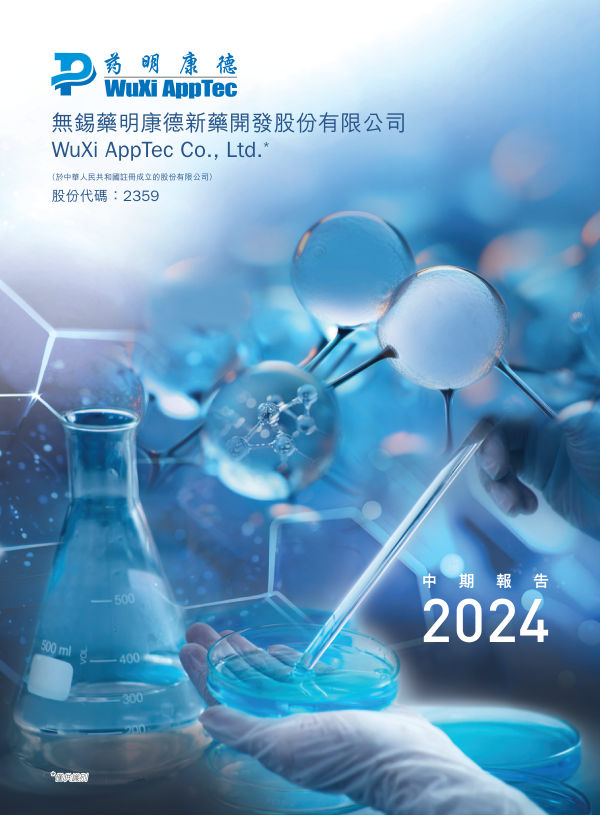 药明康德
WuXi AppTec
無錫藥明康德新藥開發股份有限公司
WuXi AppTec Co., Ltd.*
（於中華人民共和國註冊成立的股份有限公司）
股份代碼：2359
中期報告
2024
500
500 ml
VOL
400
300
200
*僅供識別